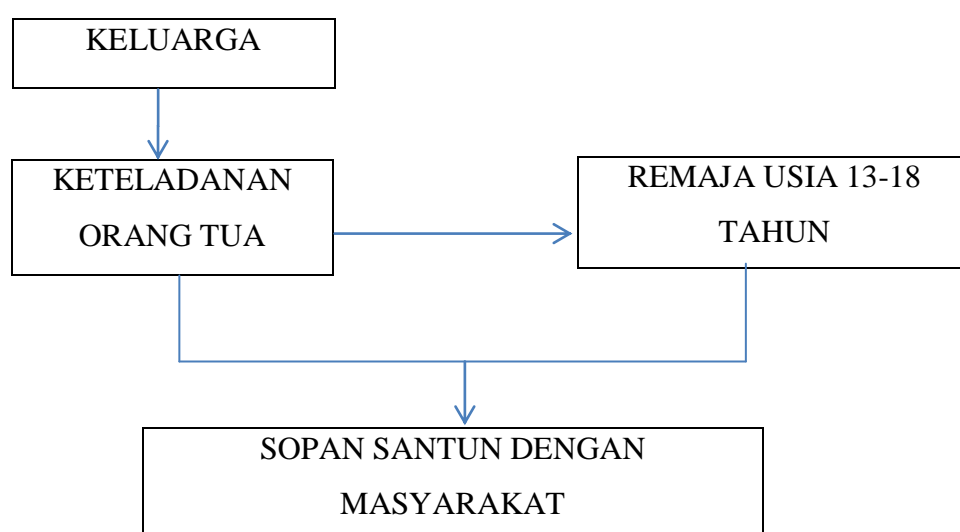 KELUARGA
KETELADANAN
ORANG TUA
REMAJA USIA 13-18
TAHUN
SOPAN SANTUN DENGAN
MASYARAKAT